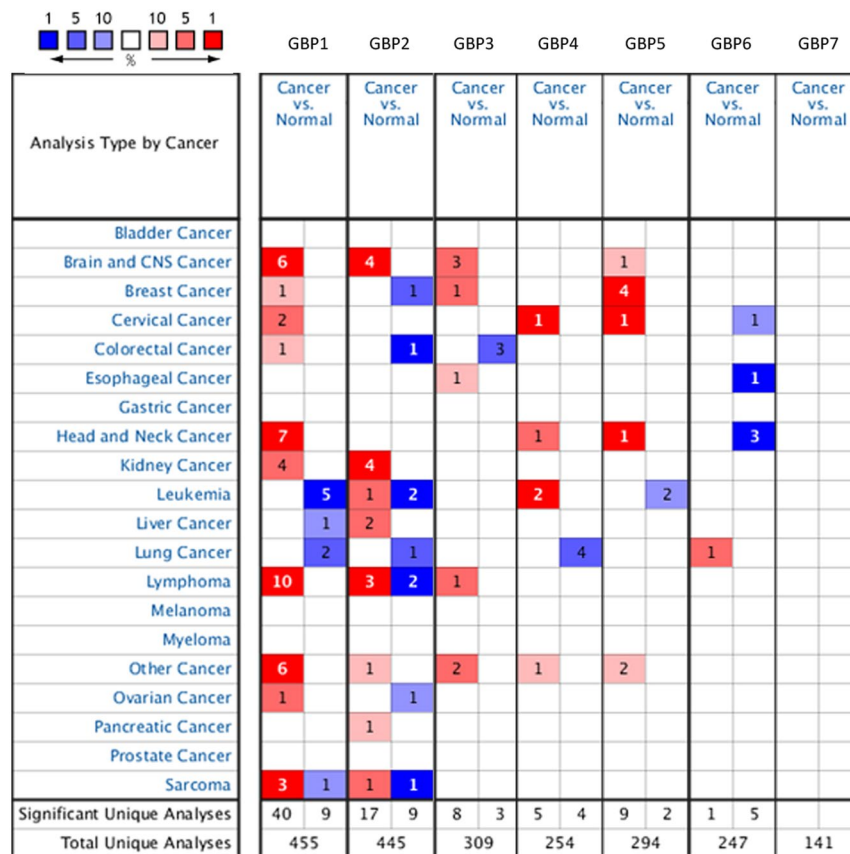 1 5 10 10 5 1
%
GBP1 GBP2 GBP3 GBP4 GBP5 GBP6 GBP7
Analysis Type by Cancer
Cancer vs. Normal Cancer vs. Normal Cancer vs. Normal Cancer vs. Normal Cancer vs. Normal Cancer vs. Normal Cancer vs. Normal
Bladder Cancer
Brain and CNS Cancer 6 4 3 1
Breast Cancer 1 1 1 4
Cervical Cancer 2 1 1 1
Colorectal Cancer 1 1 3
Esophageal Cancer 1 1
Gastric Cancer
Head and Neck Cancer 7 1 1 3
Kidney Cancer 4 4
Leukemia 5 1 2 2 2
Liver Cancer 1 2
Lung Cancer 2 1 4 1
Lymphoma 10 3 2 1
Melanoma
Myeloma
Other Cancer 6 1 2 1 2
Ovarian Cancer 1 1
Pancreatic Cancer 1
Prostate Cancer
Sarcoma 3 1 1 1
Significant Unique Analyses 40 9 17 9 8 3 5 4 9 2 1 5
Total Unique Analyses 455 445 309 254 294 247 141